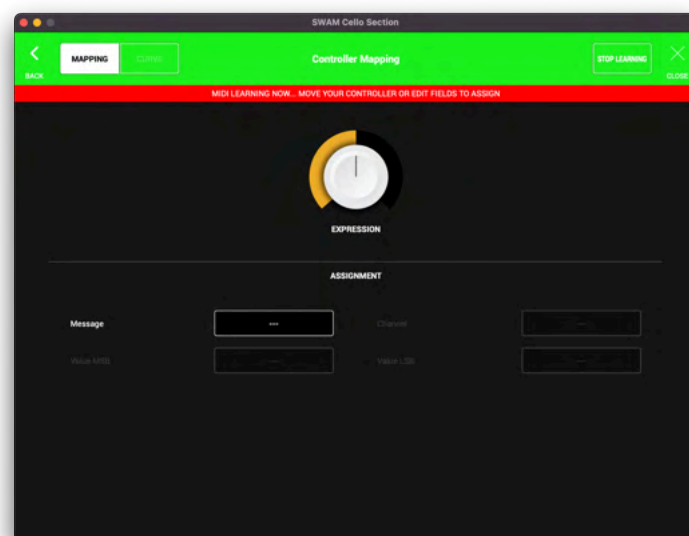 SWAM Cello Section
BACK
MAPPING
CURVE
Controller Mapping
STOP LEARNING
CLOSE
MIDI LEARNING NOW... MOVE YOUR CONTROLLER OR EDIT FIELDS TO ASSIGN
EXPRESSION
ASSIGNMENT
Message --- Channel ---
Value MSB --- Value LSB ---